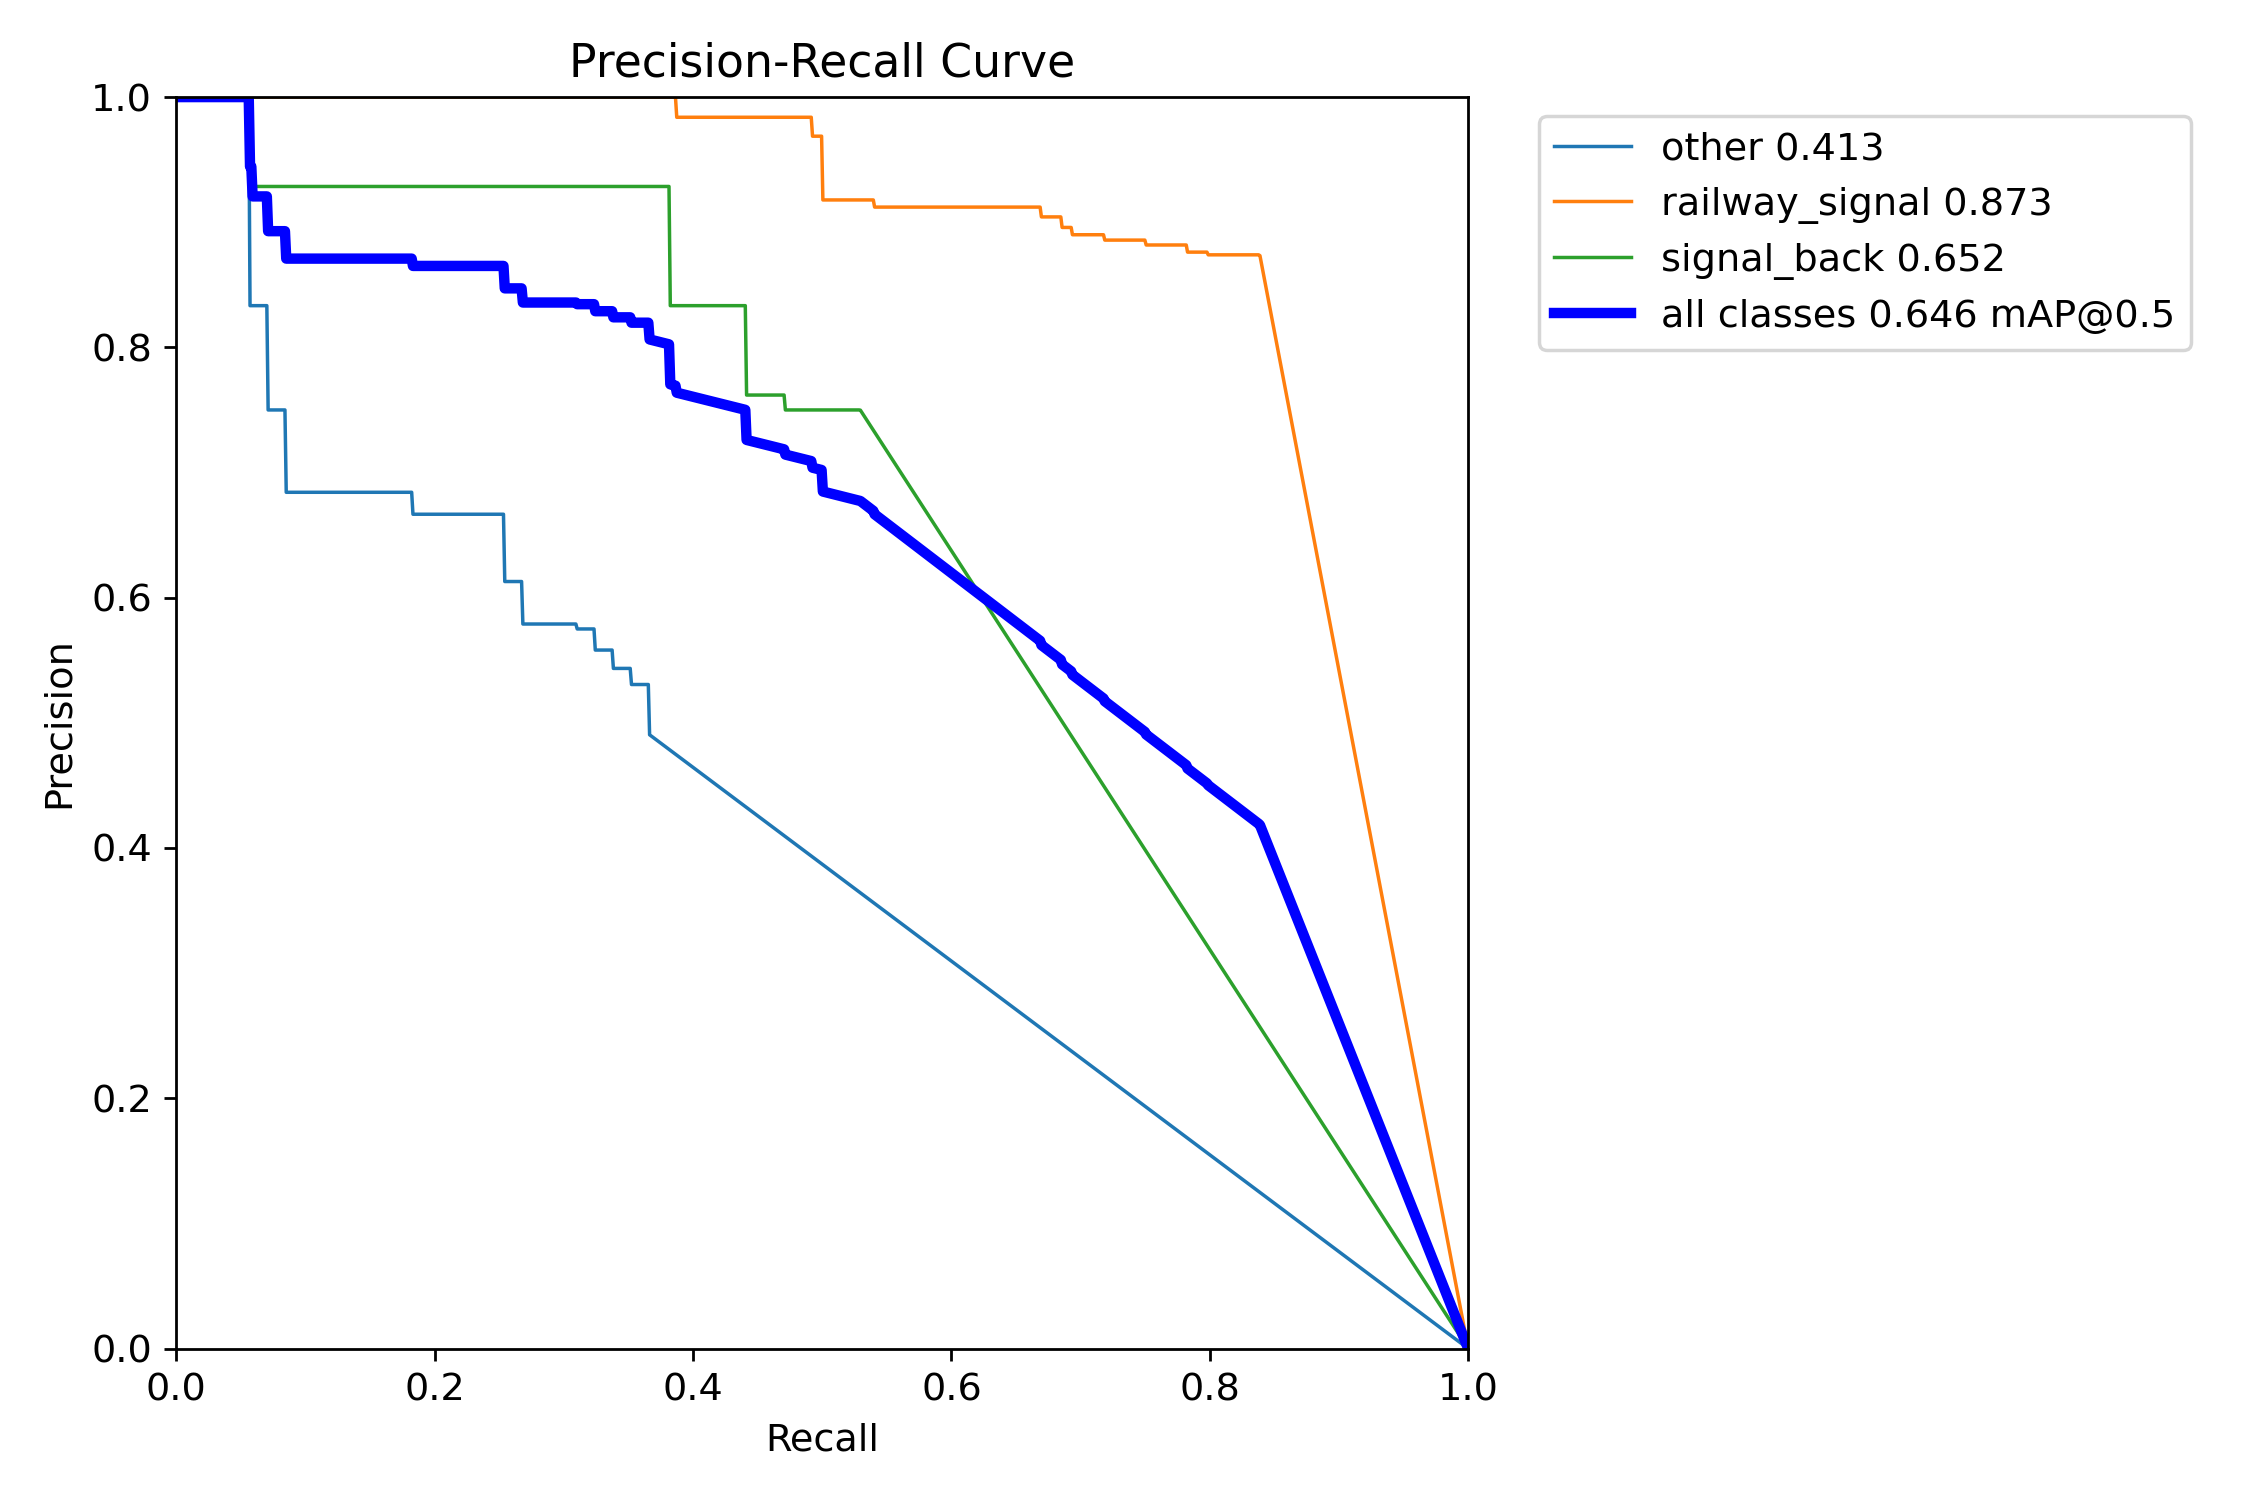 Precision-Recall Curve
1.0
0.8
0.6
0.4
0.2
0.0
Precision
0.0 0.2 0.4 0.6 0.8 1.0
Recall
other 0.413
railway_signal 0.873
signal_back 0.652
all classes 0.646 mAP@0.5